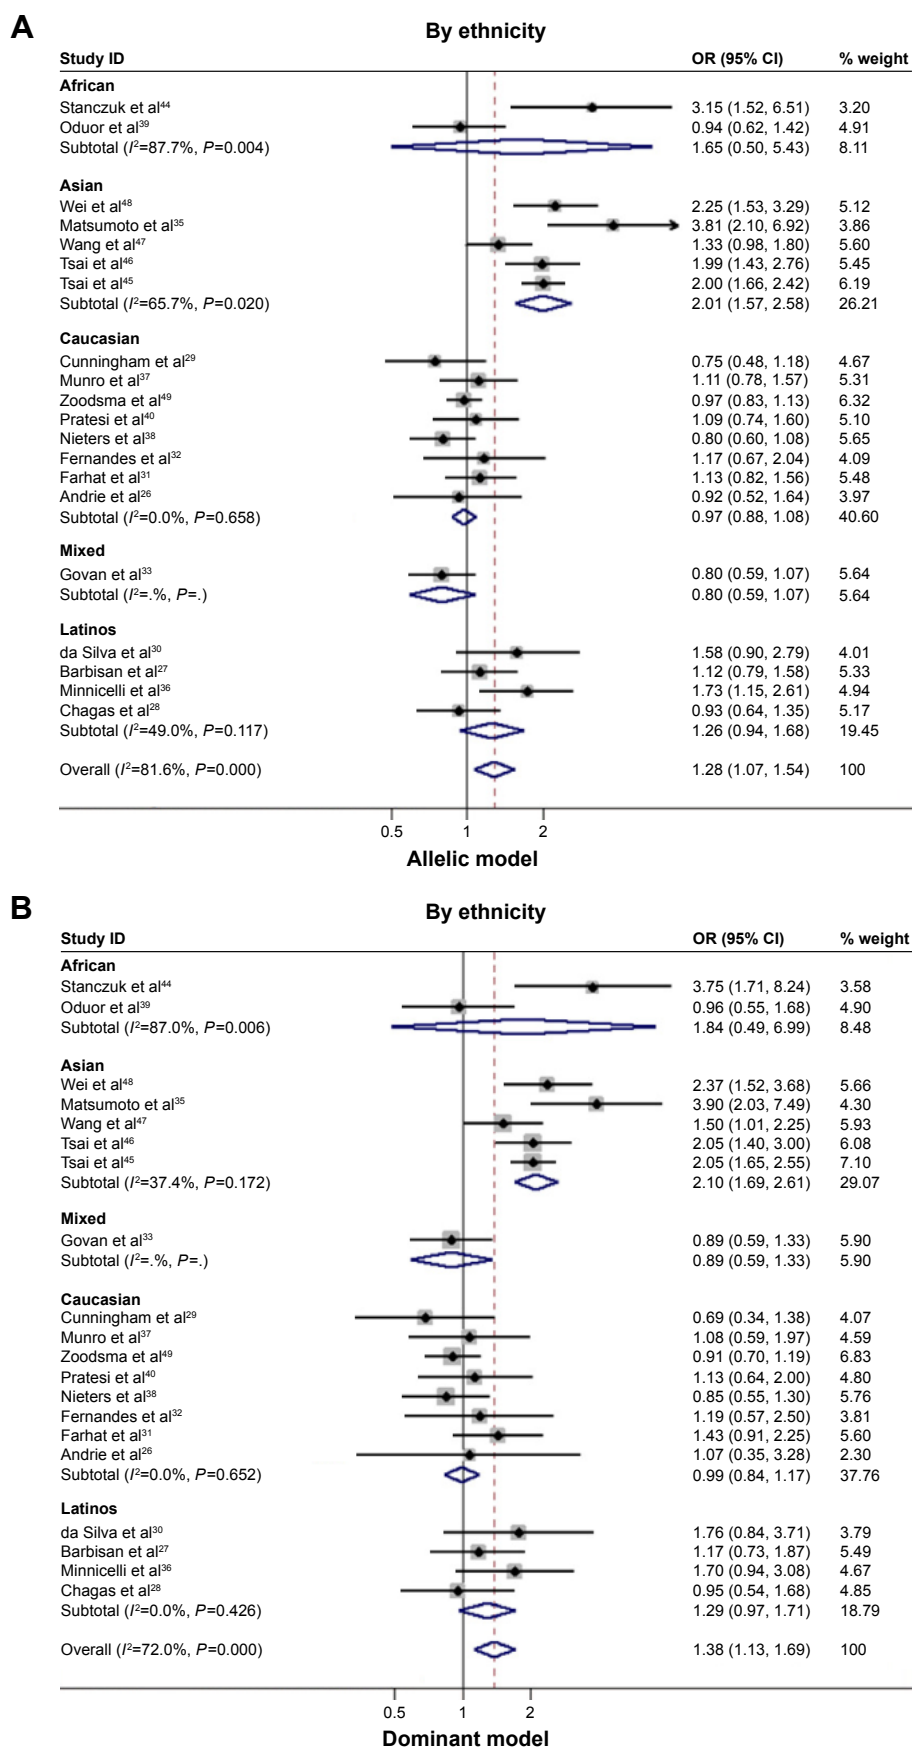 A
By ethnicity
Study ID OR (95% CI) % weight
African
Stanczuk et al⁴⁴ 3.15 (1.52, 6.51) 3.20
Oduor et al³⁹ 0.94 (0.62, 1.42) 4.91
Subtotal (I²=87.7%, P=0.004) 1.65 (0.50, 5.43) 8.11
Asian
Wei et al⁴⁸ 2.25 (1.53, 3.29) 5.12
Matsumoto et al³⁵ 3.81 (2.10, 6.92) 3.86
Wang et al⁴⁷ 1.33 (0.98, 1.80) 5.60
Tsai et al⁴⁶ 1.99 (1.43, 2.76) 5.45
Tsai et al⁴⁵ 2.00 (1.66, 2.42) 6.19
Subtotal (I²=65.7%, P=0.020) 2.01 (1.57, 2.58) 26.21
Caucasian
Cunningham et al²⁹ 0.75 (0.48, 1.18) 4.67
Munro et al³⁷ 1.11 (0.78, 1.57) 5.31
Zoodsma et al⁴⁹ 0.97 (0.83, 1.13) 6.32
Pratesi et al⁴⁰ 1.09 (0.74, 1.60) 5.10
Nieters et al³⁸ 0.80 (0.60, 1.08) 5.65
Fernandes et al³² 1.17 (0.67, 2.04) 4.09
Farhat et al³¹ 1.13 (0.82, 1.56) 5.48
Andrie et al²⁶ 0.92 (0.52, 1.64) 3.97
Subtotal (I²=0.0%, P=0.658) 0.97 (0.88, 1.08) 40.60
Mixed
Govan et al³³ 0.80 (0.59, 1.07) 5.64
Subtotal (I²=.%, P=.) 0.80 (0.59, 1.07) 5.64
Latinos
da Silva et al³⁰ 1.58 (0.90, 2.79) 4.01
Barbisan et al²⁷ 1.12 (0.79, 1.58) 5.33
Minnicelli et al³⁶ 1.73 (1.15, 2.61) 4.94
Chagas et al²⁸ 0.93 (0.64, 1.35) 5.17
Subtotal (I²=49.0%, P=0.117) 1.26 (0.94, 1.68) 19.45
Overall (I²=81.6%, P=0.000) 1.28 (1.07, 1.54) 100
0.5 1 2
Allelic model
B
By ethnicity
Study ID OR (95% CI) % weight
African
Stanczuk et al⁴⁴ 3.75 (1.71, 8.24) 3.58
Oduor et al³⁹ 0.96 (0.55, 1.68) 4.90
Subtotal (I²=87.0%, P=0.006) 1.84 (0.49, 6.99) 8.48
Asian
Wei et al⁴⁸ 2.37 (1.52, 3.68) 5.66
Matsumoto et al³⁵ 3.90 (2.03, 7.49) 4.30
Wang et al⁴⁷ 1.50 (1.01, 2.25) 5.93
Tsai et al⁴⁶ 2.05 (1.40, 3.00) 6.08
Tsai et al⁴⁵ 2.05 (1.65, 2.55) 7.10
Subtotal (I²=37.4%, P=0.172) 2.10 (1.69, 2.61) 29.07
Mixed
Govan et al³³ 0.89 (0.59, 1.33) 5.90
Subtotal (I²=.%, P=.) 0.89 (0.59, 1.33) 5.90
Caucasian
Cunningham et al²⁹ 0.69 (0.34, 1.38) 4.07
Munro et al³⁷ 1.08 (0.59, 1.97) 4.59
Zoodsma et al⁴⁹ 0.91 (0.70, 1.19) 6.83
Pratesi et al⁴⁰ 1.13 (0.64, 2.00) 4.80
Nieters et al³⁸ 0.85 (0.55, 1.30) 5.76
Fernandes et al³² 1.19 (0.57, 2.50) 3.81
Farhat et al³¹ 1.43 (0.91, 2.25) 5.60
Andrie et al²⁶ 1.07 (0.35, 3.28) 2.30
Subtotal (I²=0.0%, P=0.652) 0.99 (0.84, 1.17) 37.76
Latinos
da Silva et al³⁰ 1.76 (0.84, 3.71) 3.79
Barbisan et al²⁷ 1.17 (0.73, 1.87) 5.49
Minnicelli et al³⁶ 1.70 (0.94, 3.08) 4.67
Chagas et al²⁸ 0.95 (0.54, 1.68) 4.85
Subtotal (I²=0.0%, P=0.426) 1.29 (0.97, 1.71) 18.79
Overall (I²=72.0%, P=0.000) 1.38 (1.13, 1.69) 100
0.5 1 2
Dominant model